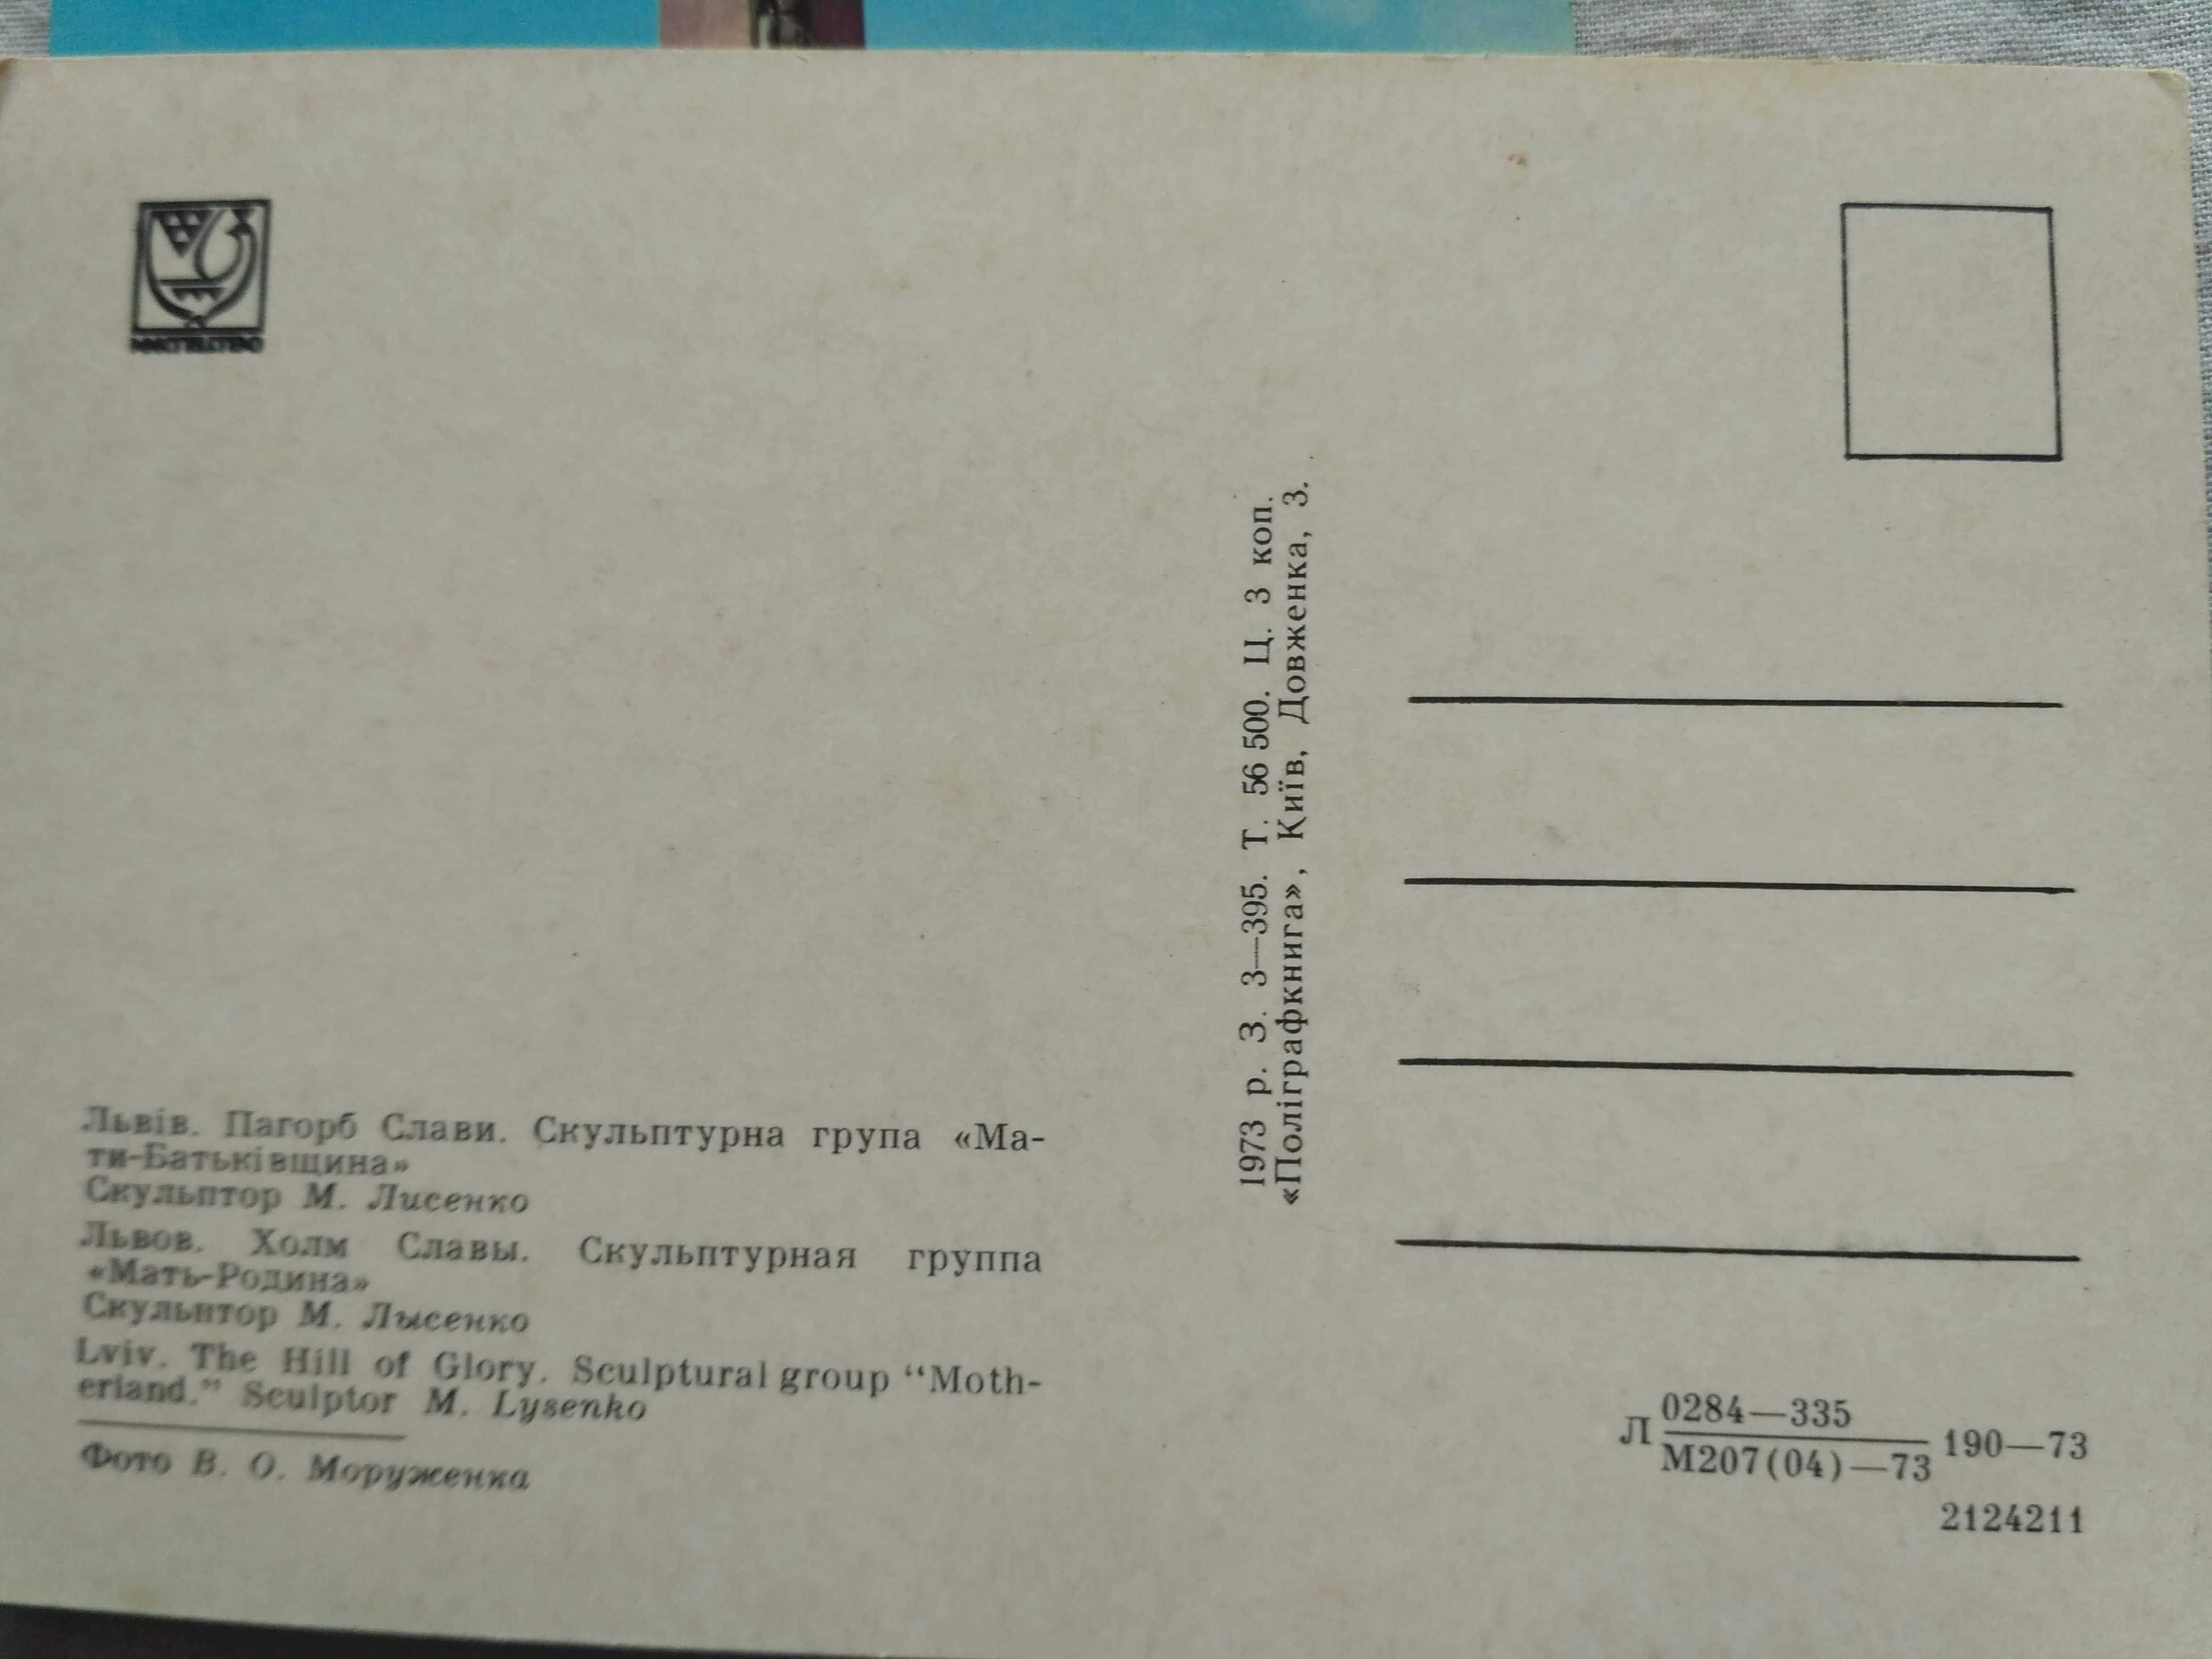 МИСТЕЦТВО
Львів. Пагорб Слави. Скульптурна група «Ма-
ти-Батьківщина»
Скульптор М. Лисенко
Львов. Холм Славы. Скульптурная группа
«Мать-Родина»
Скульптор М. Лысенко
Lviv. The Hill of Glory. Sculptural group “Moth-
erland.” Sculptor M. Lysenko
Фото В. О. Моруженка
1973 р. З. 3—395. Т. 56 500. Ц. 3 коп.
«Поліграфкнига», Київ, Довженка, 3.
Л 0284—335
М207(04)—73 190—73
2124211